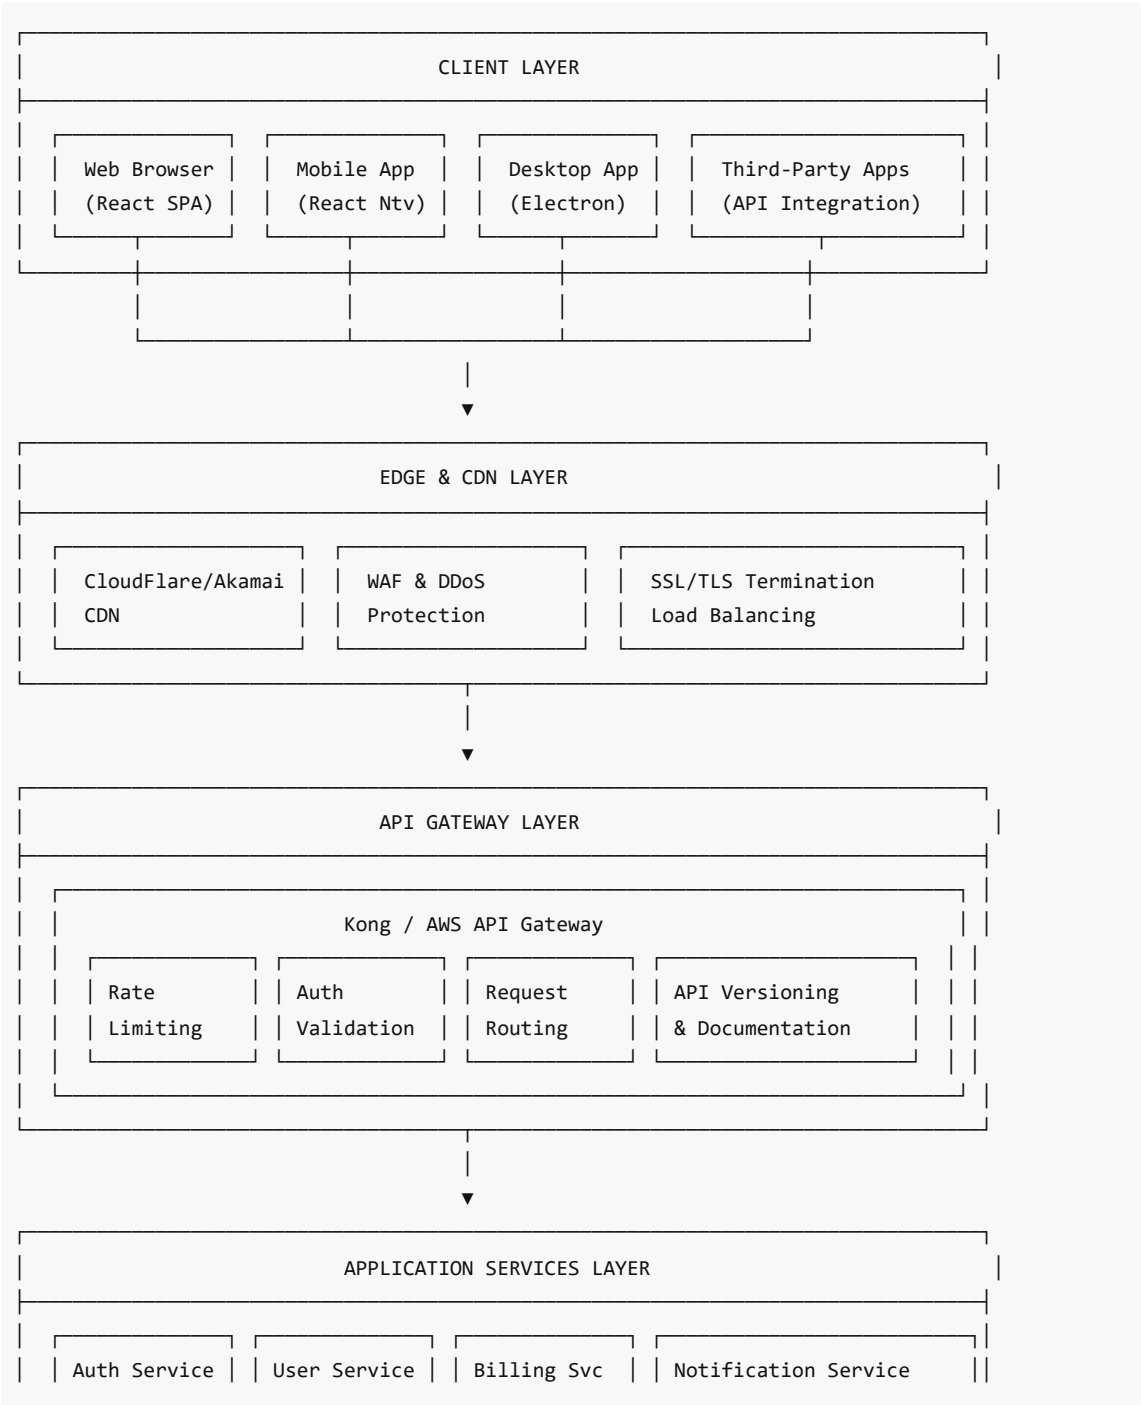 CLIENT LAYER
Web Browser Mobile App Desktop App Third-Party Apps
(React SPA) (React Ntv) (Electron) (API Integration)
EDGE & CDN LAYER
CloudFlare/Akamai WAF & DDoS SSL/TLS Termination
CDN Protection Load Balancing
API GATEWAY LAYER
Kong / AWS API Gateway
Rate Auth Request API Versioning
Limiting Validation Routing & Documentation
APPLICATION SERVICES LAYER
Auth Service User Service Billing Svc Notification Service